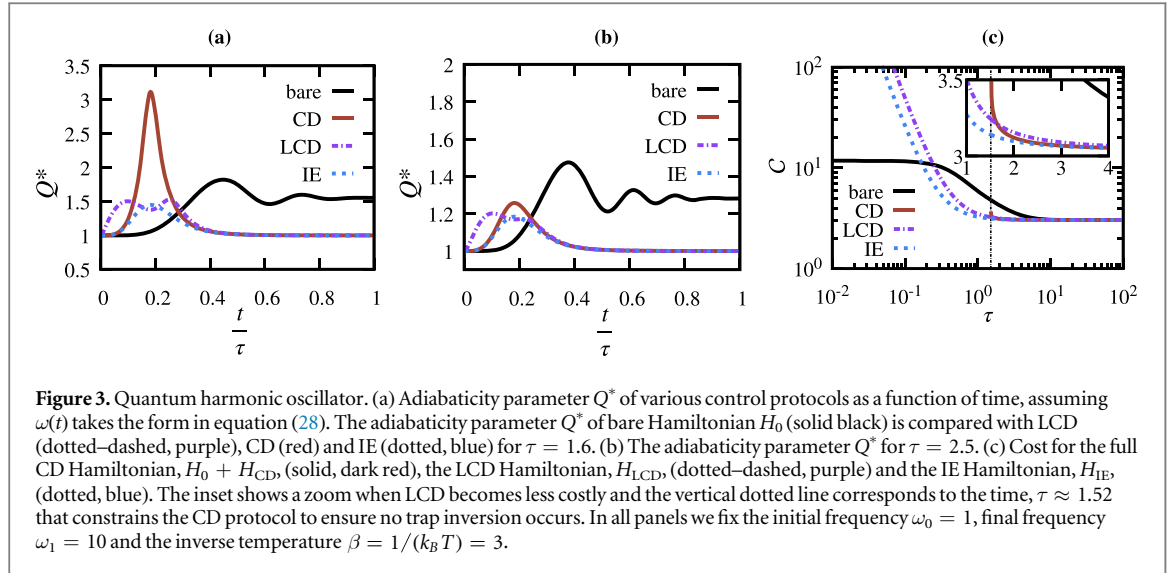 (a)
(b)
(c)
3.5
3
2.5
2
1.5
1
0.5
Q*
bare
CD
LCD
IE
0 0.2 0.4 0.6 0.8 1
t
τ
2
1.8
1.6
1.4
1.2
1
Q*
bare
CD
LCD
IE
0 0.2 0.4 0.6 0.8 1
t
τ
10²
10¹
10⁰
C
3.5
3
1 2 3 4
bare
CD
LCD
IE
10⁻² 10⁻¹ 10⁰ 10¹ 10²
τ
Figure 3. Quantum harmonic oscillator. (a) Adiabaticity parameter Q* of various control protocols as a function of time, assuming
ω(t) takes the form in equation (28). The adiabaticity parameter Q* of bare Hamiltonian H₀ (solid black) is compared with LCD
(dotted–dashed, purple), CD (red) and IE (dotted, blue) for τ = 1.6. (b) The adiabaticity parameter Q* for τ = 2.5. (c) Cost for the full
CD Hamiltonian, H₀ + H_CD, (solid, dark red), the LCD Hamiltonian, H_LCD, (dotted–dashed, purple) and the IE Hamiltonian, H_IE,
(dotted, blue). The inset shows a zoom when LCD becomes less costly and the vertical dotted line corresponds to the time, τ ≈ 1.52
that constrains the CD protocol to ensure no trap inversion occurs. In all panels we fix the initial frequency ω₀ = 1, final frequency
ω₁ = 10 and the inverse temperature β = 1/(k_B T) = 3.